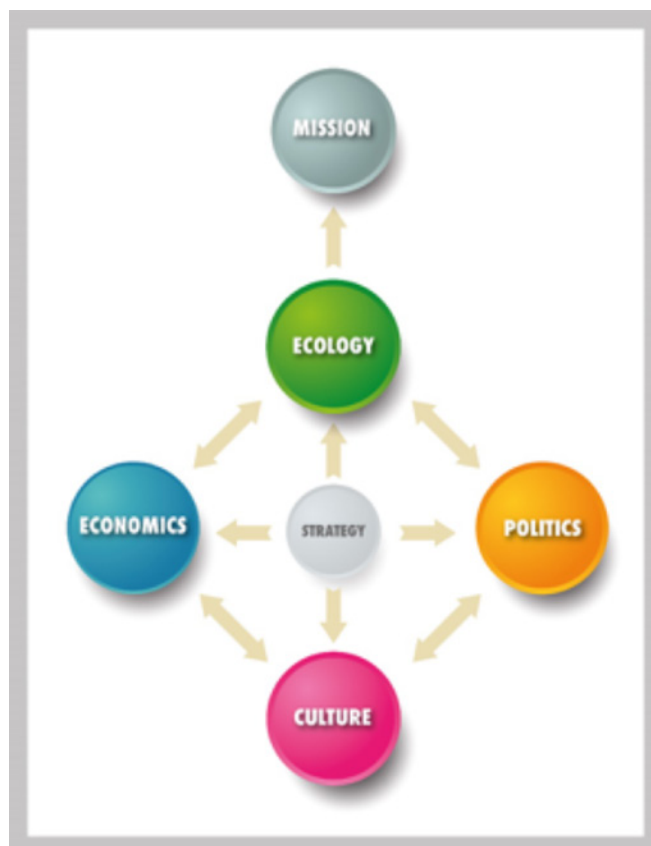 MISSION
ECOLOGY
ECONOMICS
STRATEGY
POLITICS
CULTURE